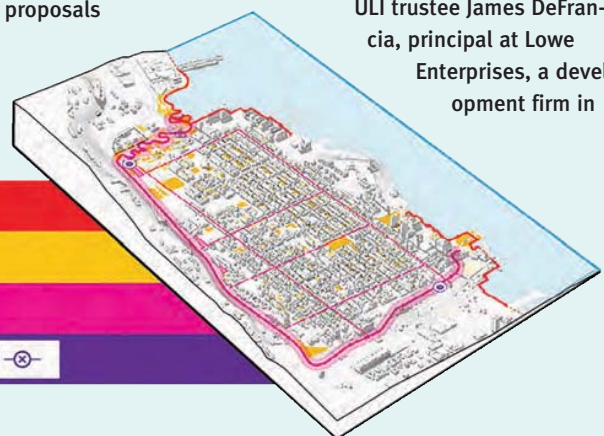 proposals
ULI trustee James DeFran-
cia, principal at Lowe
Enterprises, a devel-
opment firm in